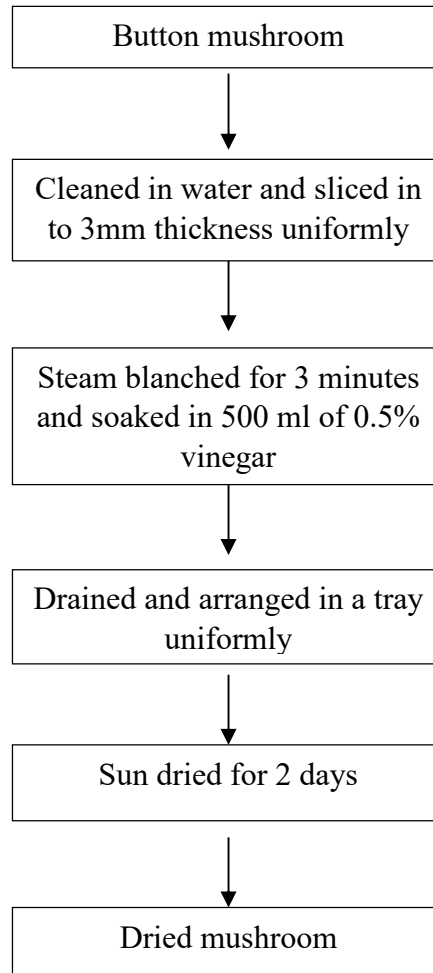 Button mushroom
Cleaned in water and sliced in
to 3mm thickness uniformly
Steam blanched for 3 minutes
and soaked in 500 ml of 0.5%
vinegar
Drained and arranged in a tray
uniformly
Sun dried for 2 days
Dried mushroom